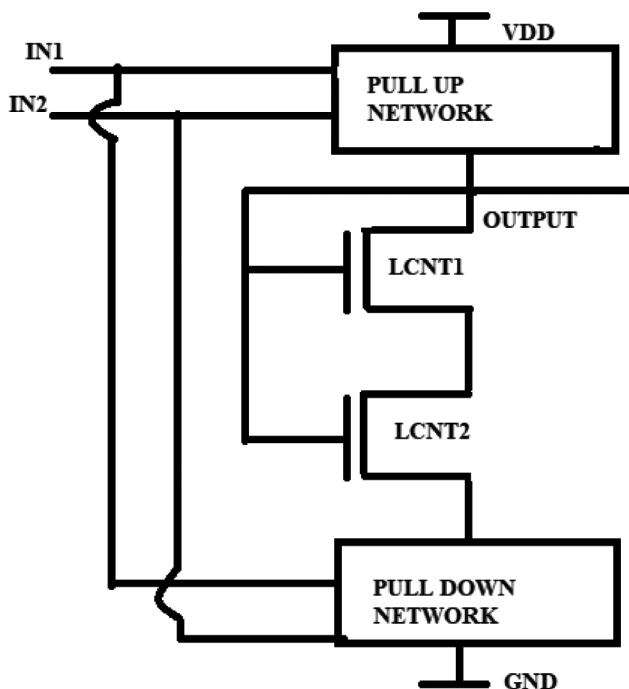 VDD
IN1
PULL UP
NETWORK
IN2
OUTPUT
LCNT1
LCNT2
PULL DOWN
NETWORK
GND